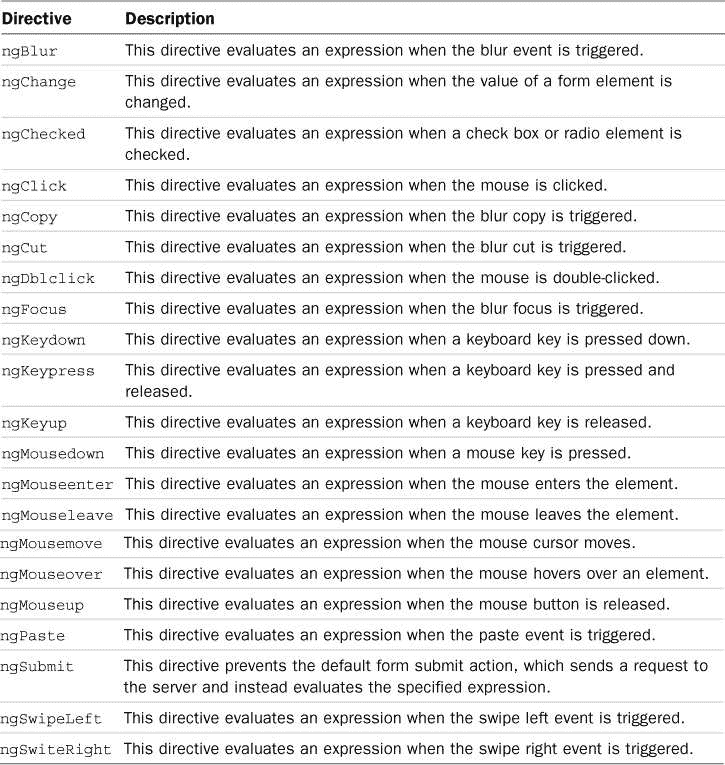 Directive Description
ngBlur This directive evaluates an expression when the blur event is triggered.
ngChange This directive evaluates an expression when the value of a form element is
changed.
ngChecked This directive evaluates an expression when a check box or radio element is
checked.
ngClick This directive evaluates an expression when the mouse is clicked.
ngCopy This directive evaluates an expression when the blur copy is triggered.
ngCut This directive evaluates an expression when the blur cut is triggered.
ngDblclick This directive evaluates an expression when the mouse is double-clicked.
ngFocus This directive evaluates an expression when the blur focus is triggered.
ngKeydown This directive evaluates an expression when a keyboard key is pressed down.
ngKeypress This directive evaluates an expression when a keyboard key is pressed and
released.
ngKeyup This directive evaluates an expression when a keyboard key is released.
ngMousedown This directive evaluates an expression when a mouse key is pressed.
ngMouseenter This directive evaluates an expression when the mouse enters the element.
ngMouseleave This directive evaluates an expression when the mouse leaves the element.
ngMousemove This directive evaluates an expression when the mouse cursor moves.
ngMouseover This directive evaluates an expression when the mouse hovers over an element.
ngMouseup This directive evaluates an expression when the mouse button is released.
ngPaste This directive evaluates an expression when the paste event is triggered.
ngSubmit This directive prevents the default form submit action, which sends a request to
the server and instead evaluates the specified expression.
ngSwipeLeft This directive evaluates an expression when the swipe left event is triggered.
ngSwiteRight This directive evaluates an expression when the swipe right event is triggered.